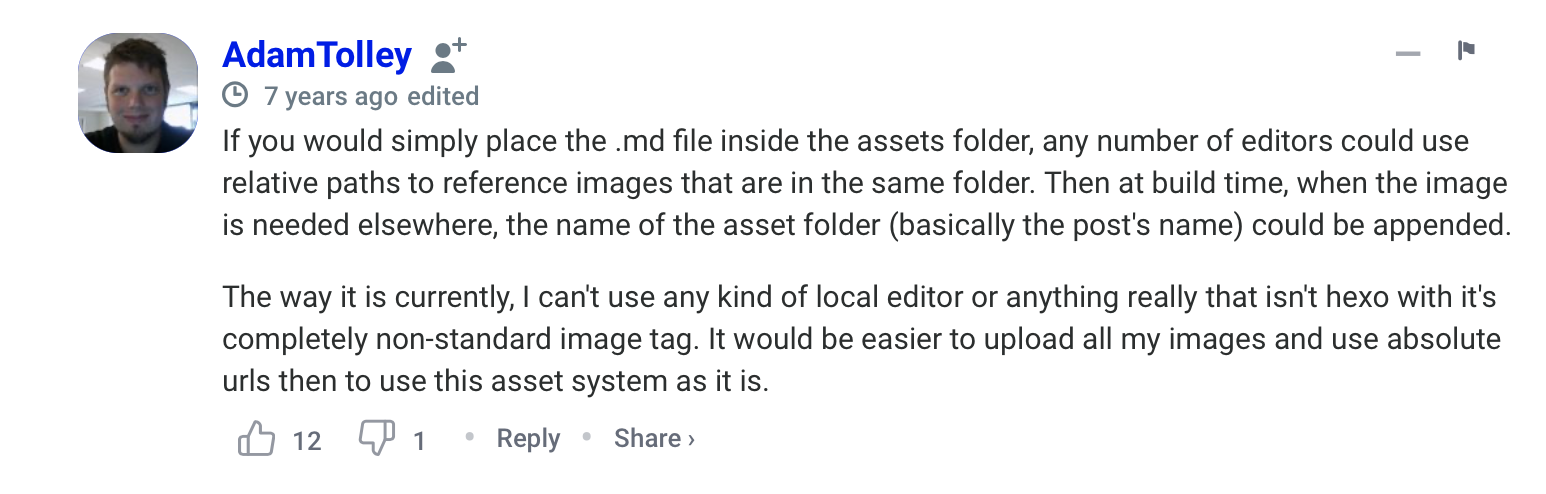 AdamTolley
7 years ago edited
If you would simply place the .md file inside the assets folder, any number of editors could use
relative paths to reference images that are in the same folder. Then at build time, when the image
is needed elsewhere, the name of the asset folder (basically the post's name) could be appended.
The way it is currently, I can't use any kind of local editor or anything really that isn't hexo with it's
completely non-standard image tag. It would be easier to upload all my images and use absolute
urls then to use this asset system as it is.
12 1 • Reply • Share ›